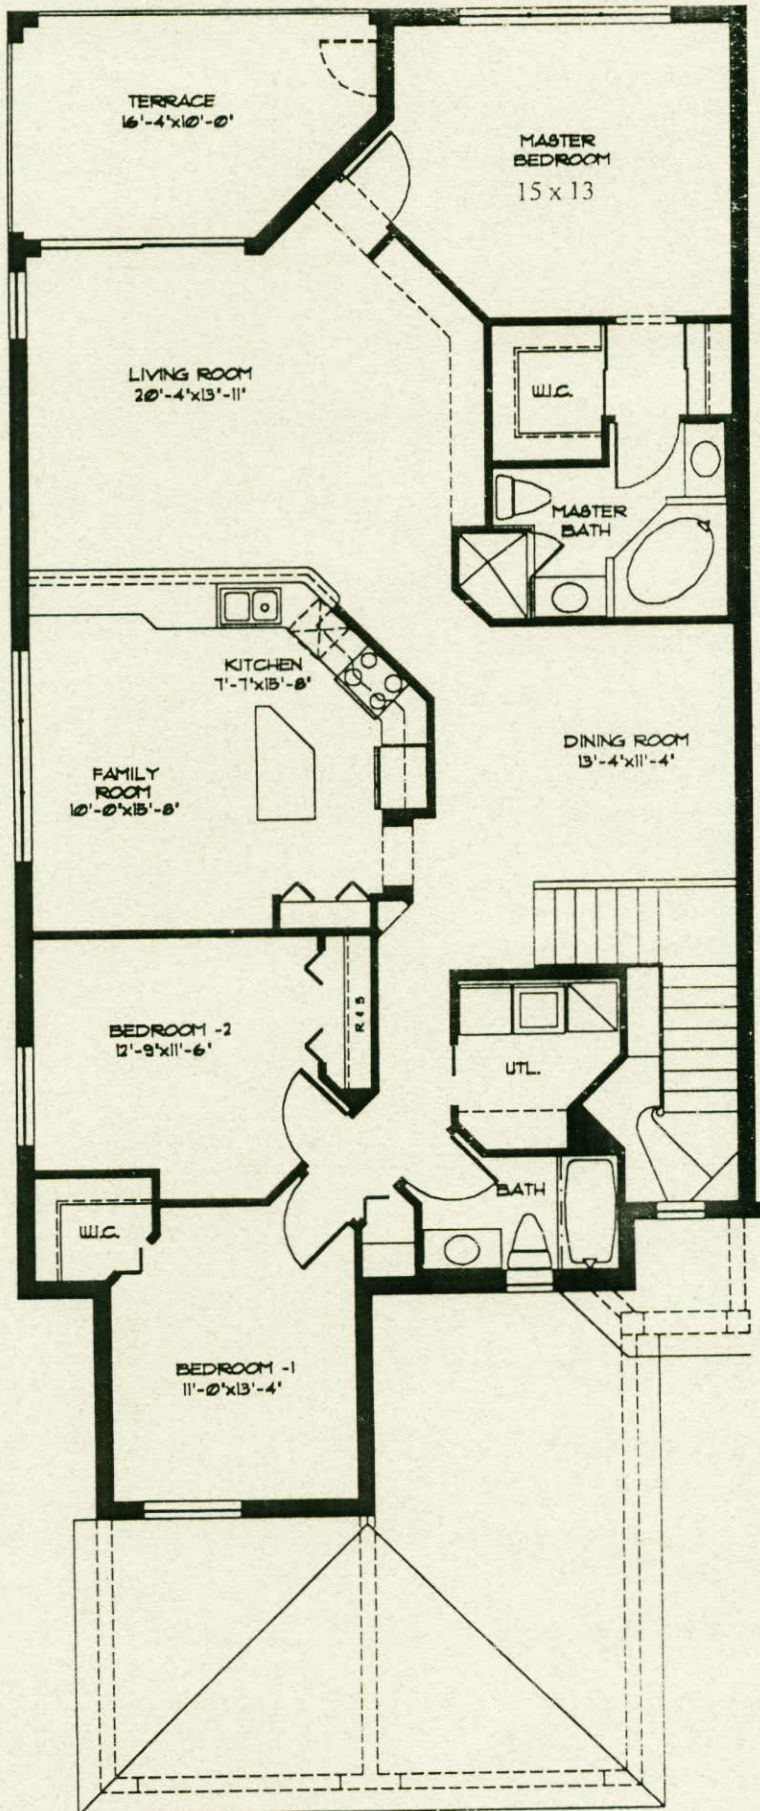 TERRACE
16'-4"x10'-0"
MASTER
BEDROOM
15 x 13
LIVING ROOM
20'-4"x13'-11"
W.I.C.
MASTER
BATH
KITCHEN
7'-7"x15'-8"
DINING ROOM
13'-4"x11'-4"
FAMILY
ROOM
10'-0"x15'-8"
BEDROOM -2
12'-9"x11'-6"
R & S
UTL.
BATH
W.I.C.
BEDROOM -1
11'-0"x13'-4"